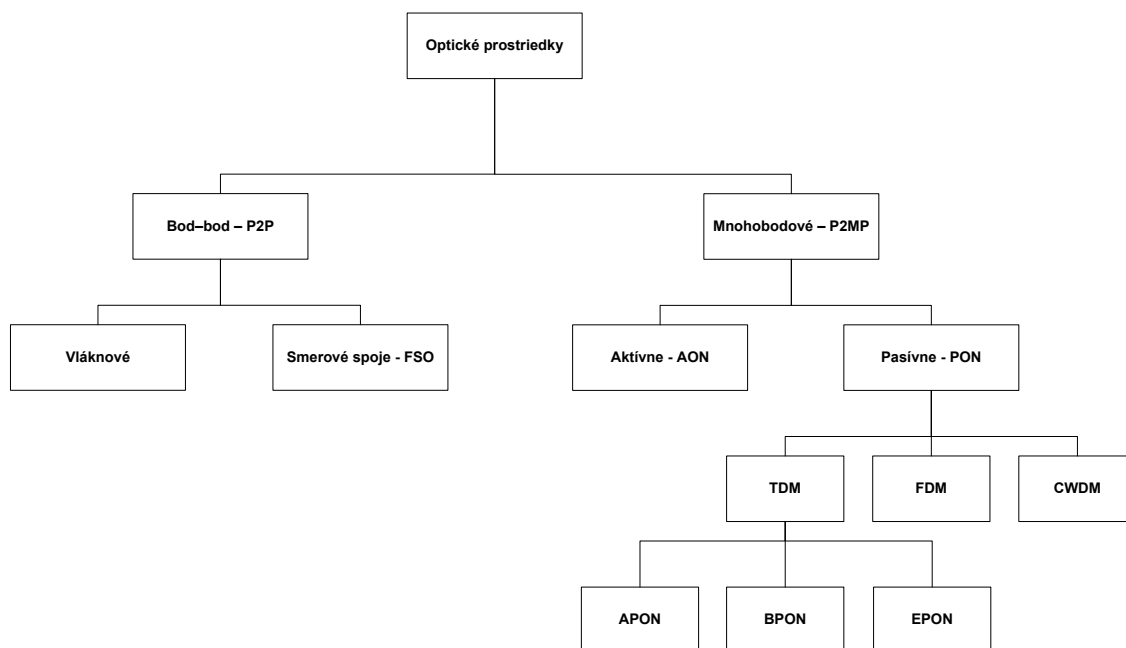 Optické prostriedky
Bod–bod – P2P
Mnohobodové – P2MP
Vláknové
Smerové spoje - FSO
Aktívne - AON
Pasívne - PON
TDM
FDM
CWDM
APON
BPON
EPON